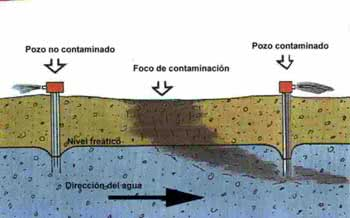 Pozo no contaminado
Pozo contaminado
Foco de contaminación
Nivel freático
Dirección del agua